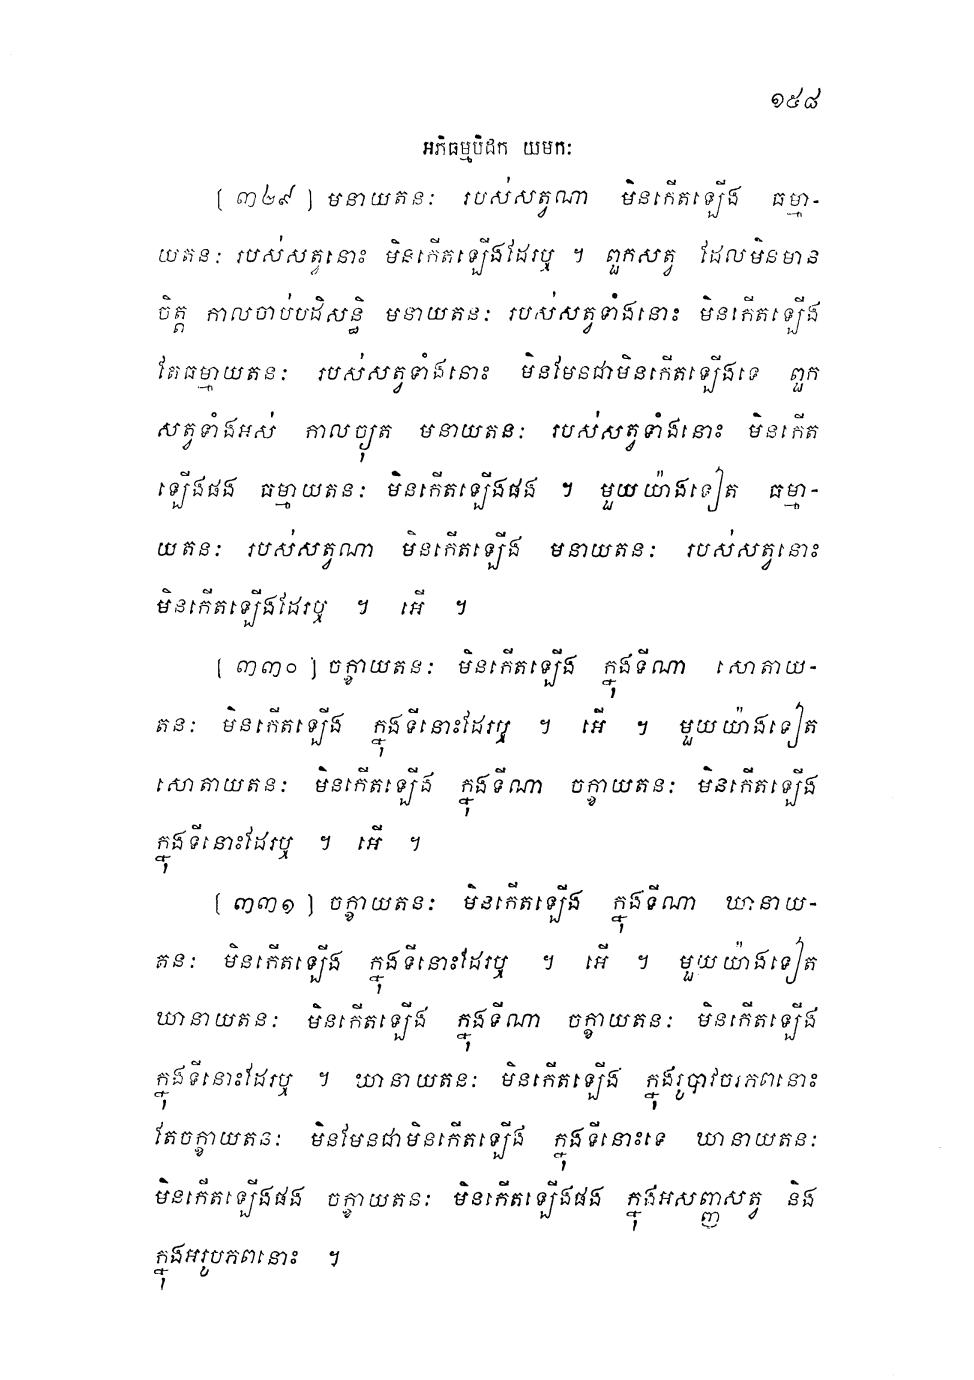 ១៥៨
អភិធម្មបិដក យមកៈ
(៣២៩) មនាយតនៈ របស់សត្វណា មិនកើតឡើង ធម្មា-
យតនៈ របស់សត្វនោះ មិនកើតឡើងដែរឬ ។ ពួកសត្វ ដែលមិនមាន
ចិត្ត កាលចាប់បដិសន្ធិ មនាយតនៈ របស់សត្វទាំងនោះ មិនកើតឡើង
តែធម្មាយតនៈ របស់សត្វទាំងនោះ មិនមែនជាមិនកើតឡើងទេ ពួក
សត្វទាំងអស់ កាលច្យុត មនាយតនៈ របស់សត្វទាំងនោះ មិនកើត
ឡើងផង ធម្មាយតនៈ មិនកើតឡើងផង ។ មួយយ៉ាងទៀត ធម្មា-
យតនៈ របស់សត្វណា មិនកើតឡើង មនាយតនៈ របស់សត្វនោះ
មិនកើតឡើងដែរឬ ។ អើ ។
(៣៣០) ចក្ខាយតនៈ មិនកើតឡើង ក្នុងទីណា សោតាយ-
តនៈ មិនកើតឡើង ក្នុងទីនោះដែរឬ ។ អើ ។ មួយយ៉ាងទៀត
សោតាយតនៈ មិនកើតឡើង ក្នុងទីណា ចក្ខាយតនៈ មិនកើតឡើង
ក្នុងទីនោះដែរឬ ។ អើ ។
(៣៣១) ចក្ខាយតនៈ មិនកើតឡើង ក្នុងទីណា ឃានាយ-
តនៈ មិនកើតឡើង ក្នុងទីនោះដែរឬ ។ អើ ។ មួយយ៉ាងទៀត
ឃានាយតនៈ មិនកើតឡើង ក្នុងទីណា ចក្ខាយតនៈ មិនកើតឡើង
ក្នុងទីនោះដែរឬ ។ ឃានាយតនៈ មិនកើតឡើង ក្នុងរូបាវចរភពនោះ
តែចក្ខាយតនៈ មិនមែនជាមិនកើតឡើង ក្នុងទីនោះទេ ឃានាយតនៈ
មិនកើតឡើងផង ចក្ខាយតនៈ មិនកើតឡើងផង ក្នុងអសញ្ញសត្វ និង
ក្នុងអរូបភពនោះ ។